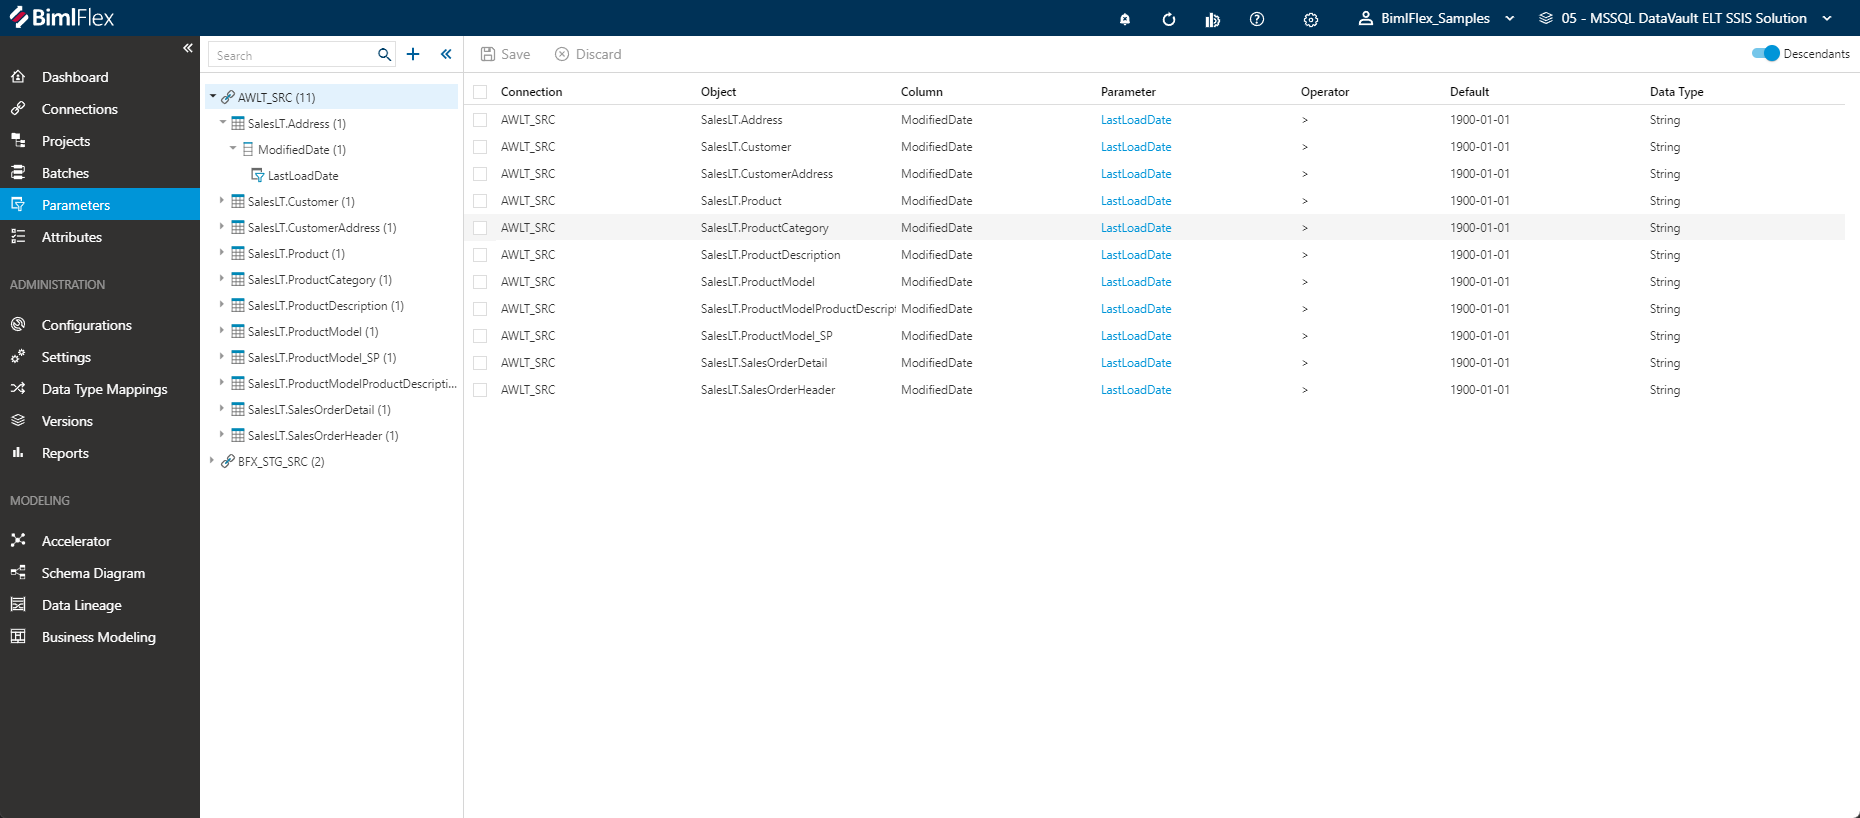 BimlFlex
BimlFlex_Samples
05 - MSSQL DataVault ELT SSIS Solution
Dashboard
Connections
Projects
Batches
Parameters
Attributes
ADMINISTRATION
Configurations
Settings
Data Type Mappings
Versions
Reports
MODELING
Accelerator
Schema Diagram
Data Lineage
Business Modeling
Search
AWLT_SRC (11)
SalesLT.Address (1)
ModifiedDate (1)
LastLoadDate
SalesLT.Customer (1)
SalesLT.CustomerAddress (1)
SalesLT.Product (1)
SalesLT.ProductCategory (1)
SalesLT.ProductDescription (1)
SalesLT.ProductModel (1)
SalesLT.ProductModel_SP (1)
SalesLT.ProductModelProductDescripti...
SalesLT.SalesOrderDetail (1)
SalesLT.SalesOrderHeader (1)
BFX_STG_SRC (2)
Save Discard Descendants
Connection Object Column Parameter Operator Default Data Type
AWLT_SRC SalesLT.Address ModifiedDate LastLoadDate > 1900-01-01 String
AWLT_SRC SalesLT.Customer ModifiedDate LastLoadDate > 1900-01-01 String
AWLT_SRC SalesLT.CustomerAddress ModifiedDate LastLoadDate > 1900-01-01 String
AWLT_SRC SalesLT.Product ModifiedDate LastLoadDate > 1900-01-01 String
AWLT_SRC SalesLT.ProductCategory ModifiedDate LastLoadDate > 1900-01-01 String
AWLT_SRC SalesLT.ProductDescription ModifiedDate LastLoadDate > 1900-01-01 String
AWLT_SRC SalesLT.ProductModel ModifiedDate LastLoadDate > 1900-01-01 String
AWLT_SRC SalesLT.ProductModelProductDescript ModifiedDate LastLoadDate > 1900-01-01 String
AWLT_SRC SalesLT.ProductModel_SP ModifiedDate LastLoadDate > 1900-01-01 String
AWLT_SRC SalesLT.SalesOrderDetail ModifiedDate LastLoadDate > 1900-01-01 String
AWLT_SRC SalesLT.SalesOrderHeader ModifiedDate LastLoadDate > 1900-01-01 String